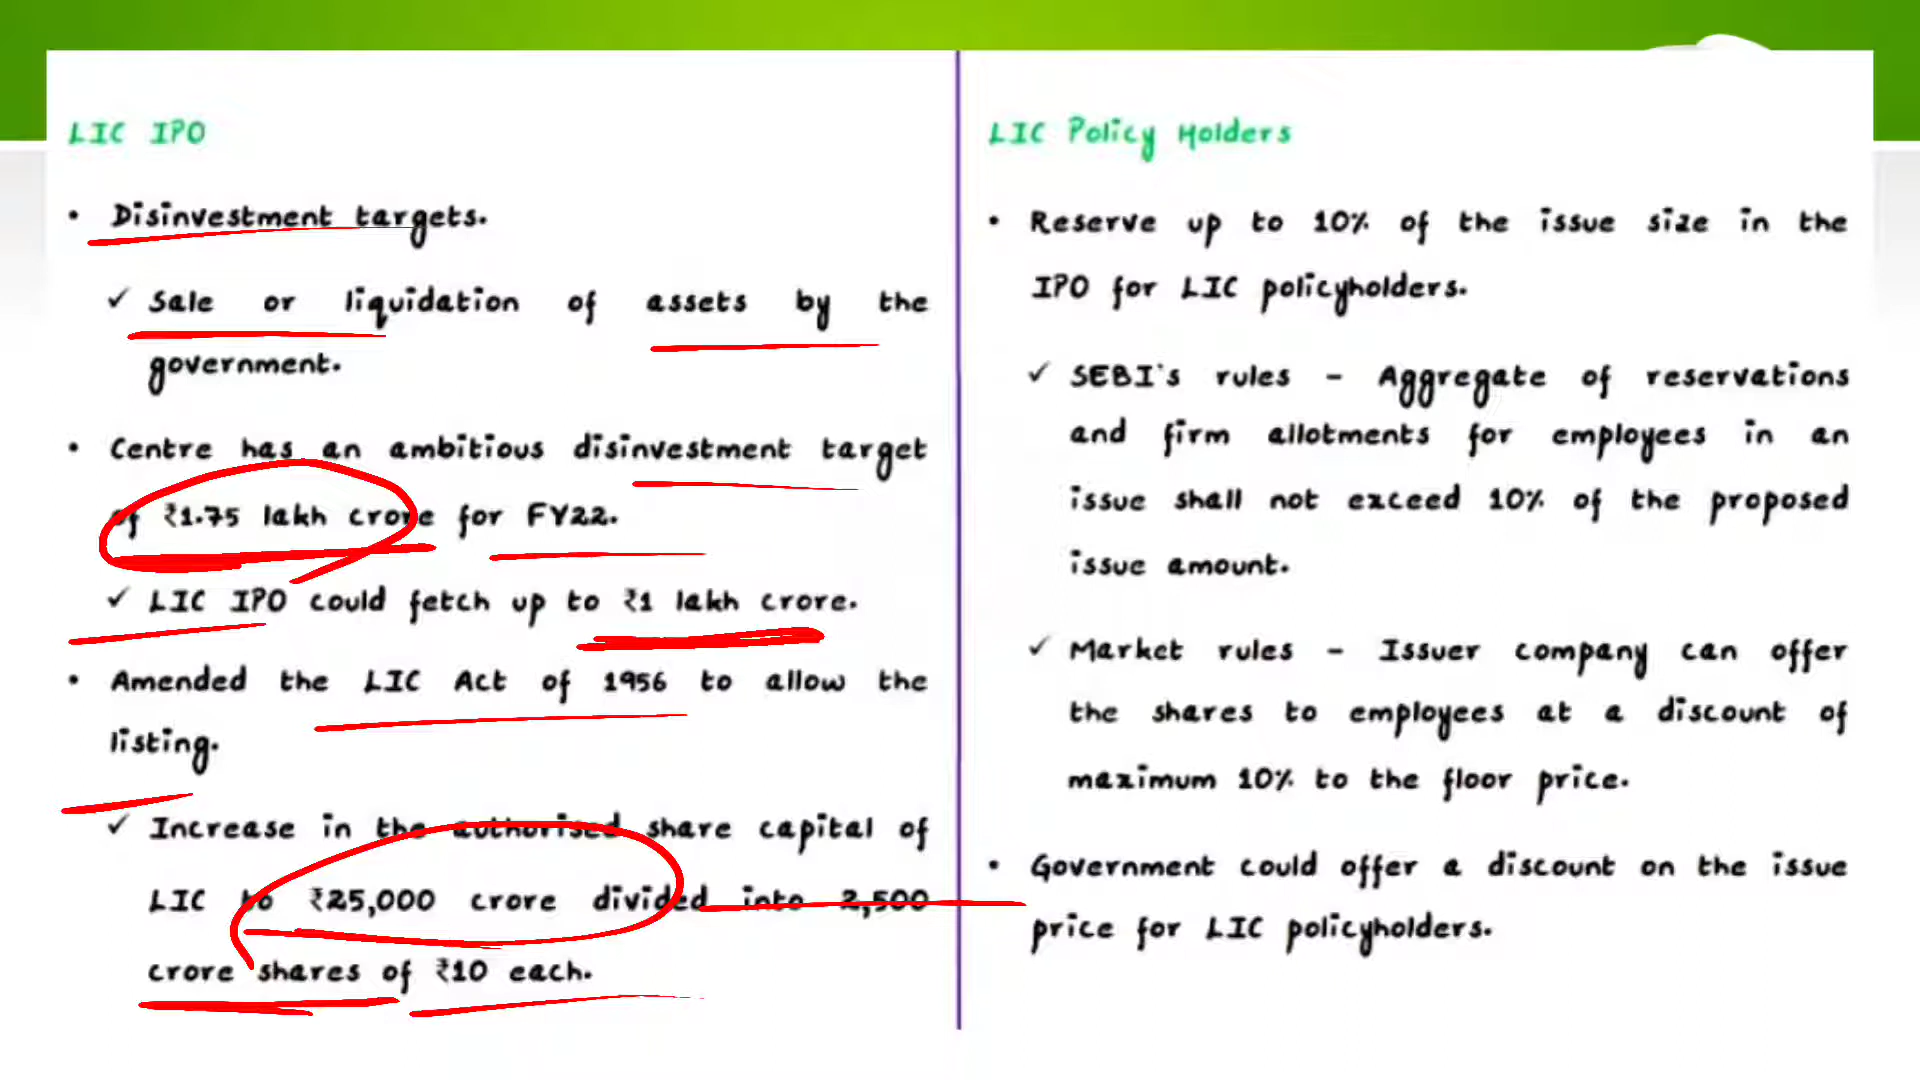 LIC IPO
• Disinvestment targets.
✓ Sale or liquidation of assets by the
government.
• Centre has an ambitious disinvestment target
of ₹1.75 lakh crore for FY22.
✓ LIC IPO could fetch up to ₹1 lakh crore.
• Amended the LIC Act of 1956 to allow the
listing.
✓ Increase in the authorised share capital of
LIC to ₹25,000 crore divided into 2,500
crore shares of ₹10 each.
LIC Policy Holders
• Reserve up to 10% of the issue size in the
IPO for LIC policyholders.
✓ SEBI's rules – Aggregate of reservations
and firm allotments for employees in an
issue shall not exceed 10% of the proposed
issue amount.
✓ Market rules – Issuer company can offer
the shares to employees at a discount of
maximum 10% to the floor price.
• Government could offer a discount on the issue
price for LIC policyholders.